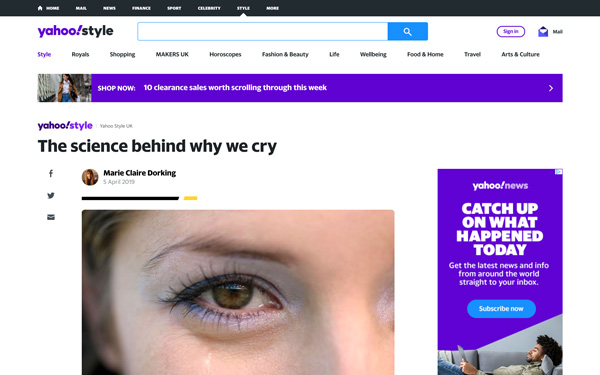 HOME MAIL NEWS FINANCE SPORT CELEBRITY STYLE MORE
yahoo!style
Sign in
Mail
Style Royals Shopping MAKERS UK Horoscopes Fashion & Beauty Life Wellbeing Food & Home Travel Arts & Culture
SHOP NOW: 10 clearance sales worth scrolling through this week
yahoo!style Yahoo Style UK
The science behind why we cry
Marie Claire Dorking
5 April 2019
yahoo!news
CATCH UP
ON WHAT
HAPPENED
TODAY
Get the latest news and info
from around the world
straight to your inbox.
Subscribe now